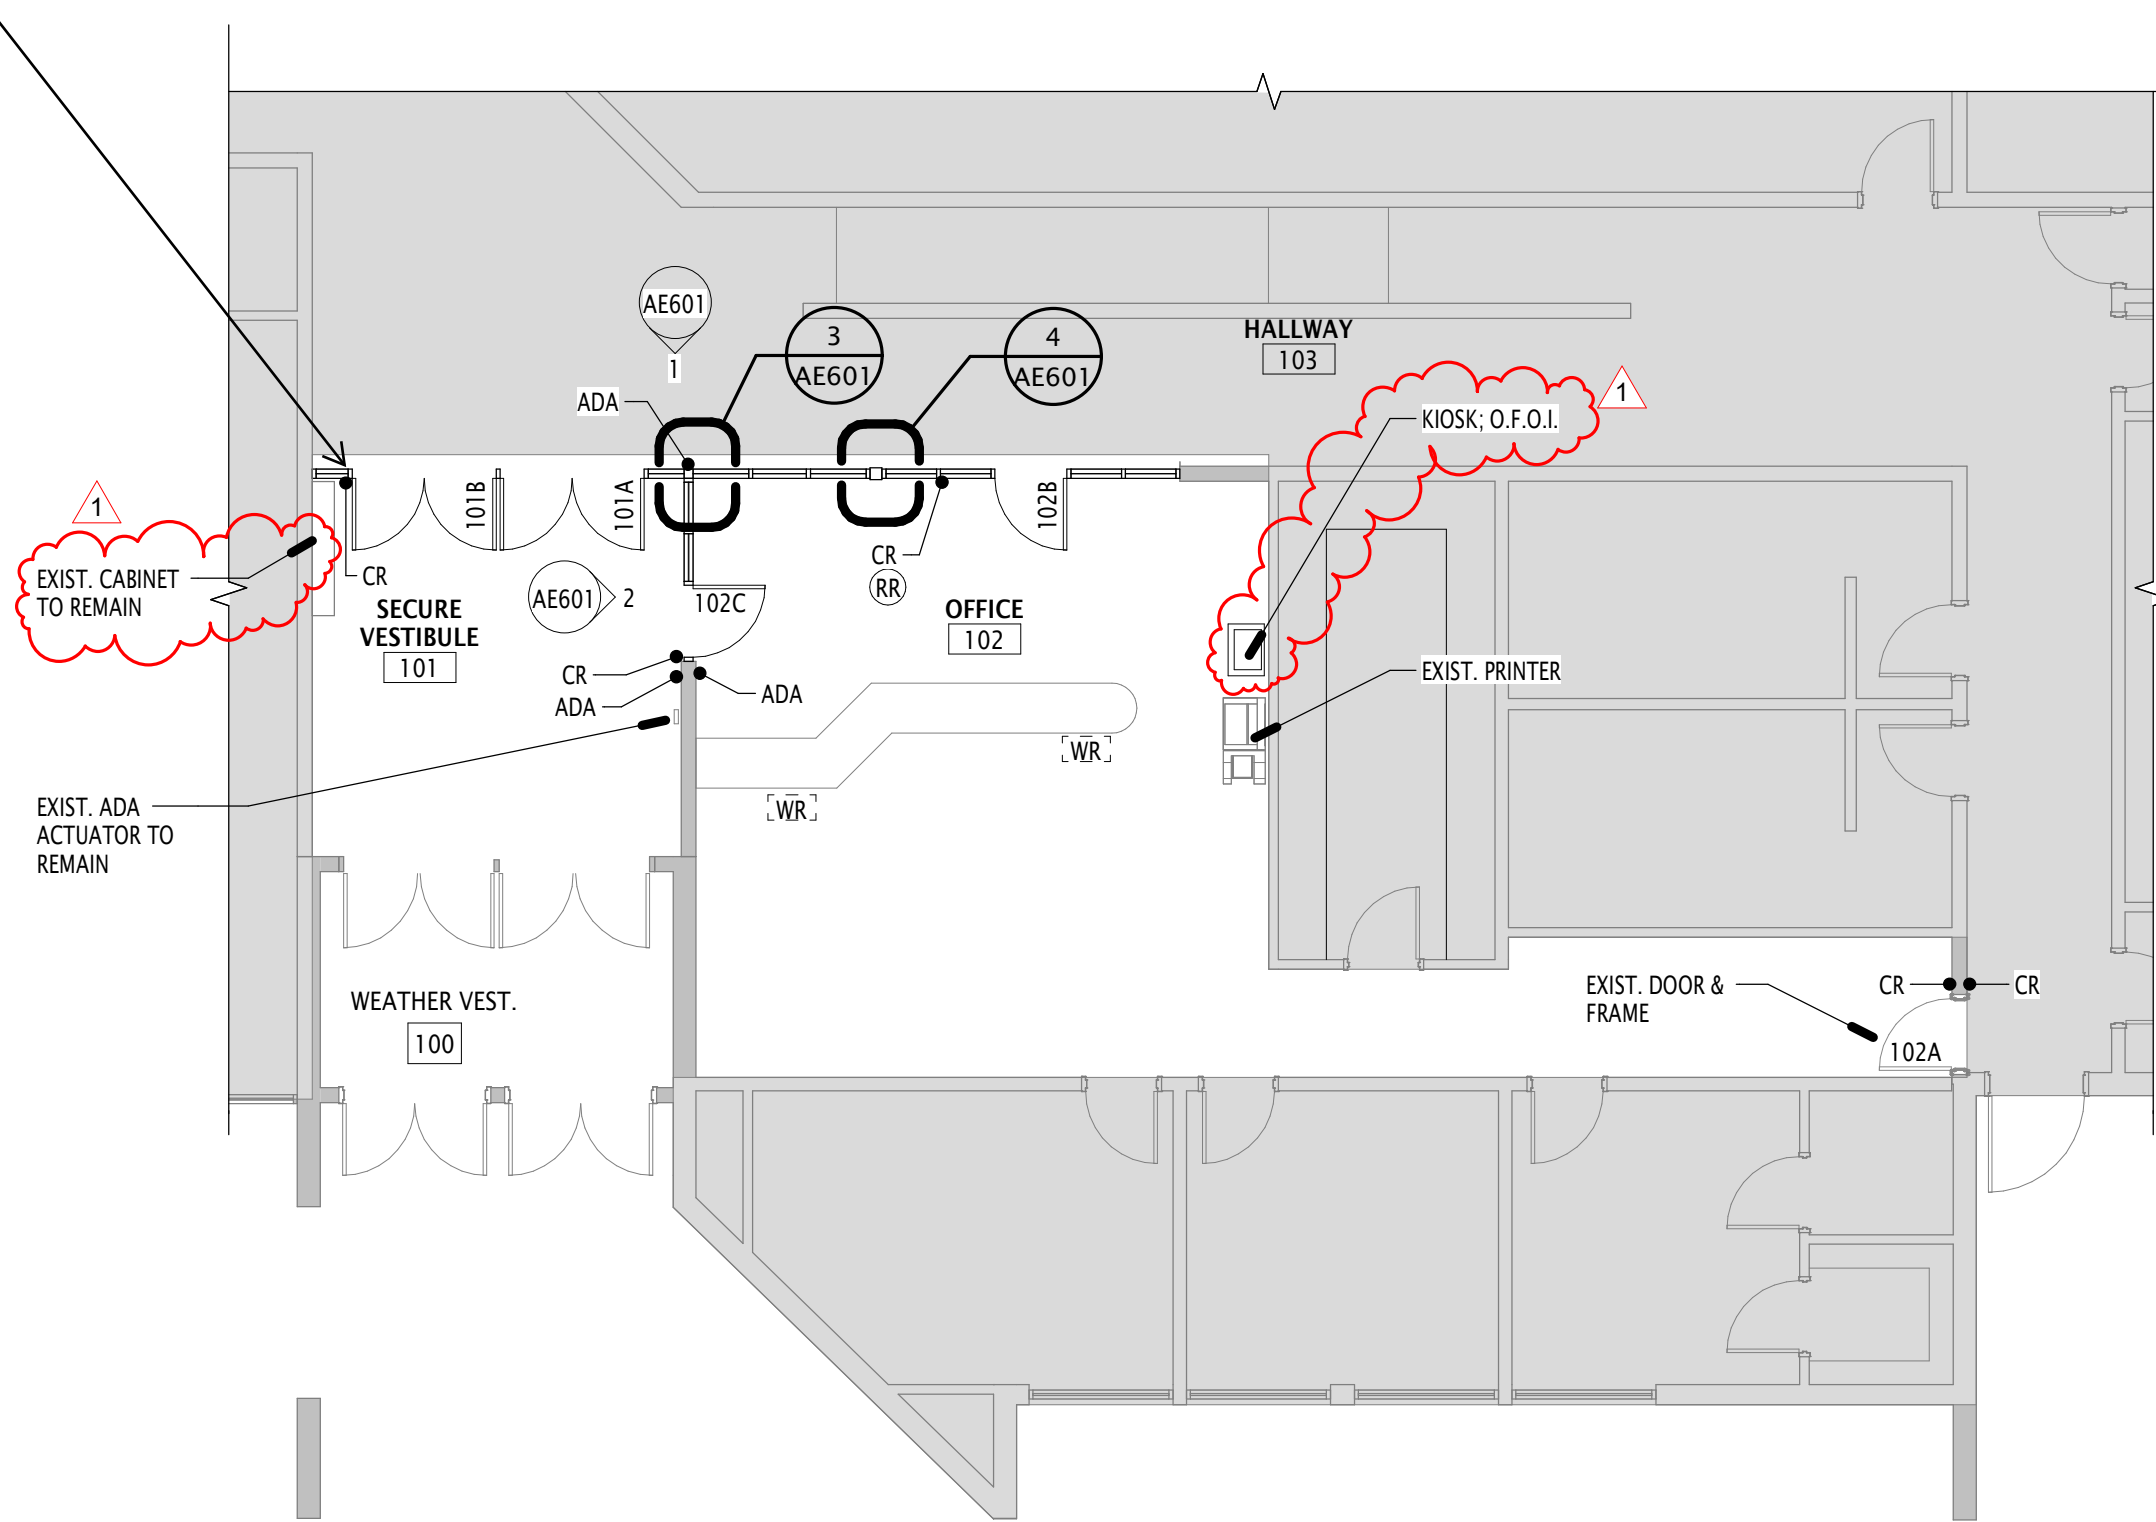 AE601
1
3
AE601
4
AE601
HALLWAY
103
ADA
KIOSK; O.F.O.I.
1
1
101B
101A
102B
EXIST. CABINET
TO REMAIN
CR
CR
RR
SECURE
VESTIBULE
101
AE601
2
102C
OFFICE
102
CR
ADA
ADA
EXIST. PRINTER
WR
WR
EXIST. ADA
ACTUATOR TO
REMAIN
WEATHER VEST.
100
EXIST. DOOR &
FRAME
CR
CR
102A